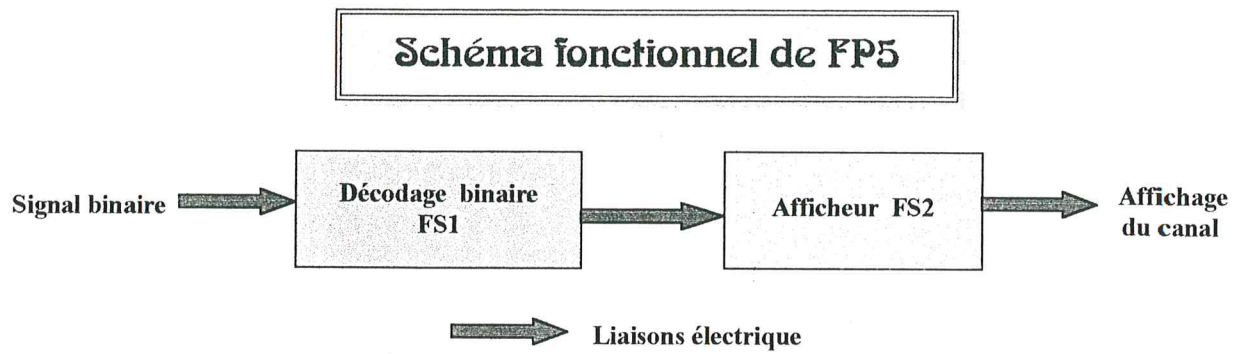 Schéma fonctionnel de FP5
Signal binaire
Décodage binaire
FS1
Afficheur FS2
Affichage
du canal
Liaisons électrique